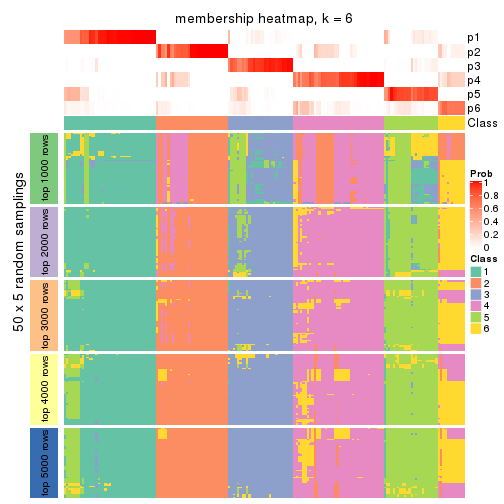 membership heatmap, k = 6
p1
p2
p3
p4
p5
p6
Class
50 x 5 random samplings
top 1000 rows
top 2000 rows
top 3000 rows
top 4000 rows
top 5000 rows
Prob
1
0.8
0.6
0.4
0.2
0
Class
1
2
3
4
5
6